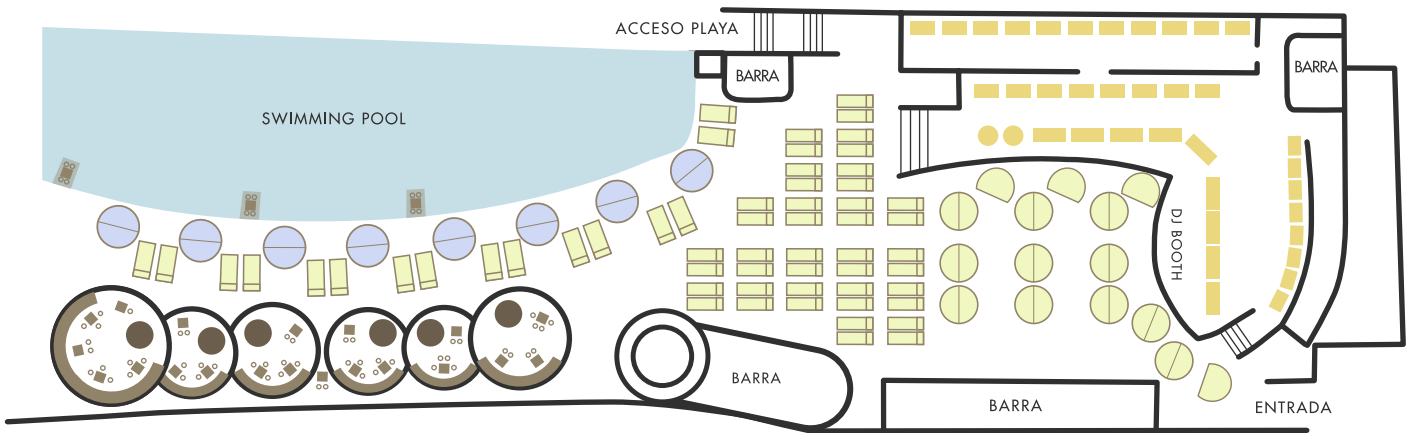 ACCESO PLAYA
BARRA
BARRA
SWIMMING POOL
DJ BOOTH
BARRA
BARRA
ENTRADA